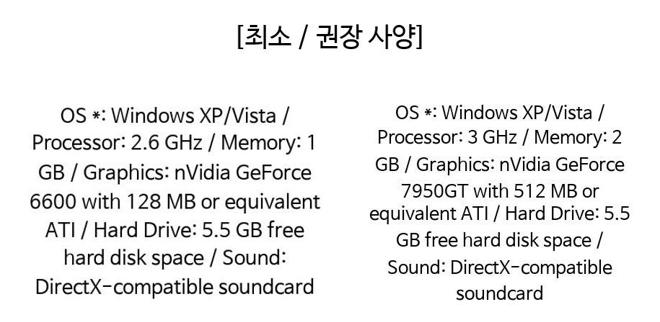 [최소 / 권장 사양]
OS *: Windows XP/Vista /
Processor: 2.6 GHz / Memory: 1
GB / Graphics: nVidia GeForce
6600 with 128 MB or equivalent
ATI / Hard Drive: 5.5 GB free
hard disk space / Sound:
DirectX-compatible soundcard
OS *: Windows XP/Vista /
Processor: 3 GHz / Memory: 2
GB / Graphics: nVidia GeForce
7950GT with 512 MB or
equivalent ATI / Hard Drive: 5.5
GB free hard disk space /
Sound: DirectX-compatible
soundcard